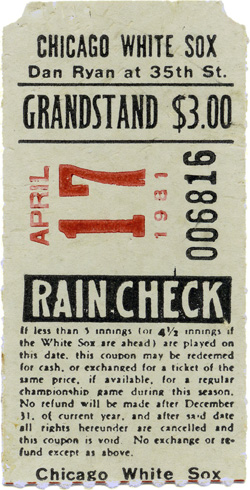 CHICAGO WHITE SOX
Dan Ryan at 35th St.
GRANDSTAND $3.00
APRIL
17
1981
006816
RAIN CHECK
If less than 5 innings (or 4½ innings if
the White Sox are ahead) are played on
this date, this coupon may be redeemed
for cash, or exchanged for a ticket of the
same price, if available, for a regular
championship game during this season.
No refund will be made after December
31, of current year, and after said date
all rights hereunder are cancelled and
this coupon is void. No exchange or re-
fund except as above.
Chicago White Sox